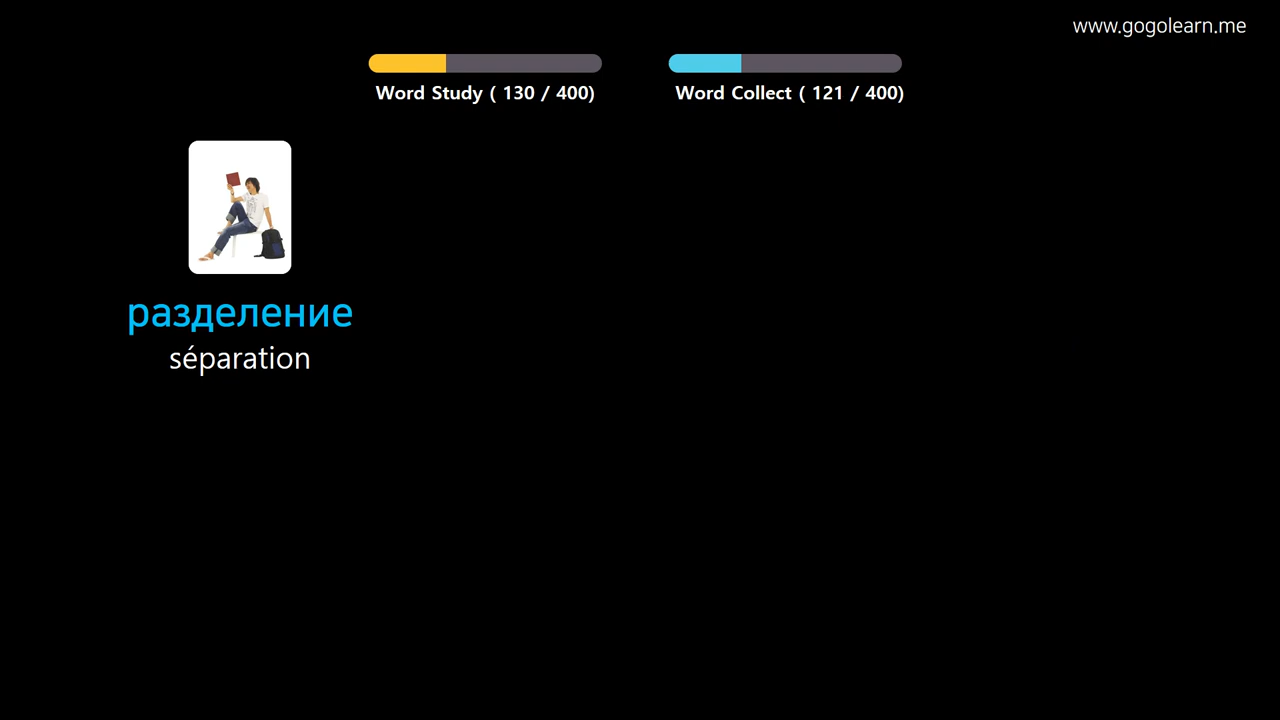 www.gogolearn.me
Word Study ( 130 / 400)
Word Collect ( 121 / 400)
разделение
séparation